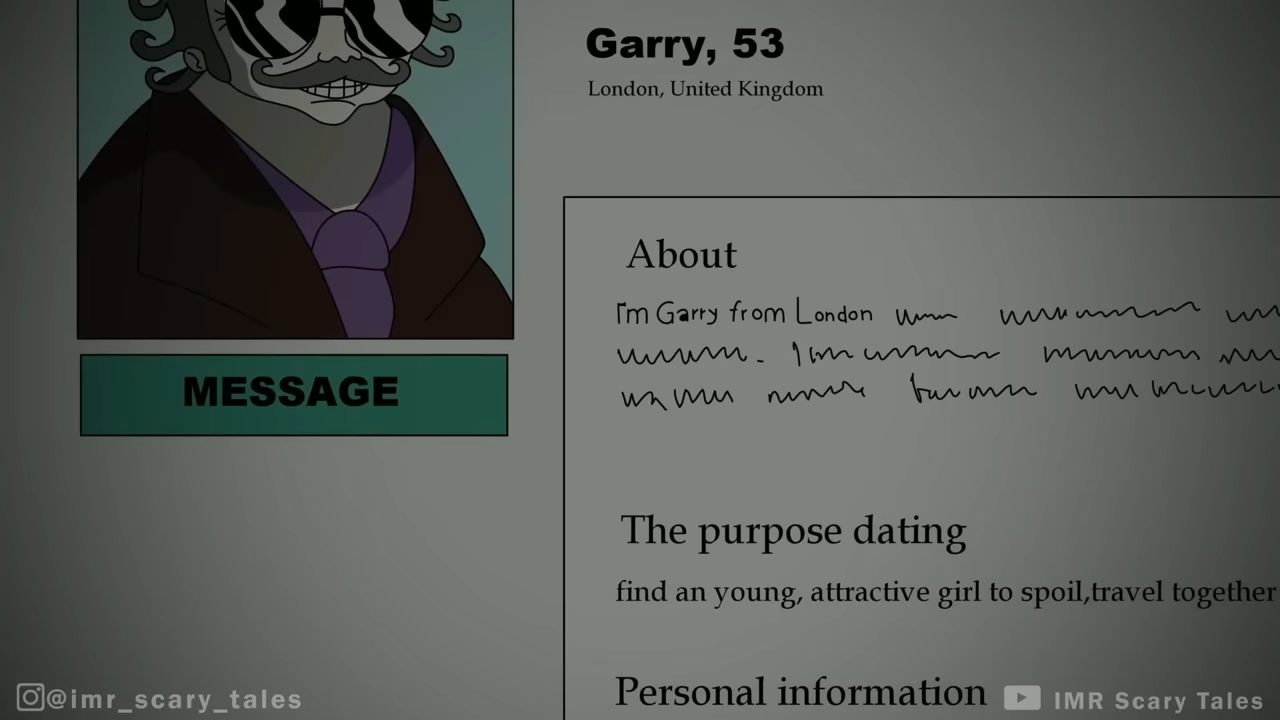 Garry, 53
London, United Kingdom
About
I'm Garry from London
MESSAGE
The purpose dating
find an young, attractive girl to spoil,travel together
Personal information
@imr_scary_tales
IMR Scary Tales